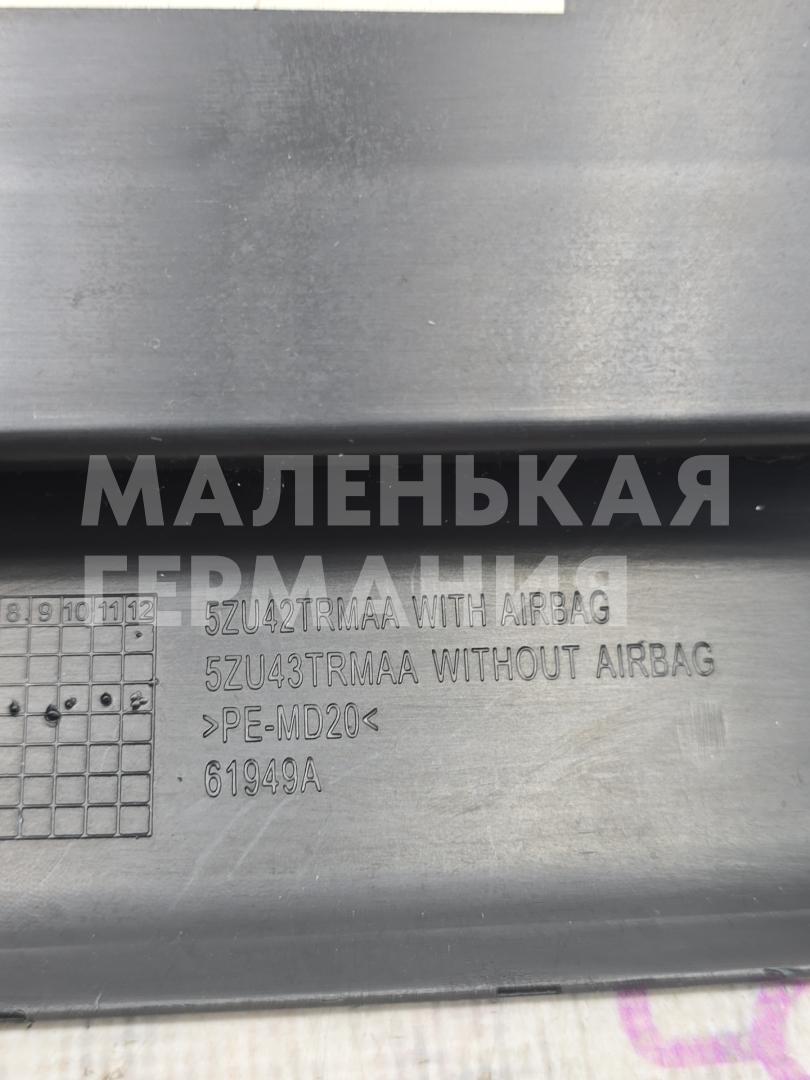 МАЛЕНЬКАЯ
ГЕРМАНИЯ
8 9 10 11 12
5ZU42TRMAA WITH AIRBAG
5ZU43TRMAA WITHOUT AIRBAG
>PE-MD20<
61949A